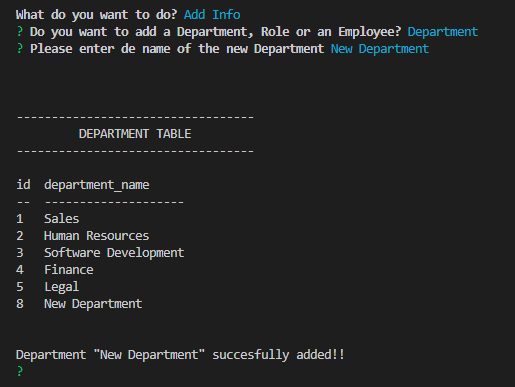 What do you want to do? Add Info
? Do you want to add a Department, Role or an Employee? Department
? Please enter de name of the new Department New Department
----------------------------------
DEPARTMENT TABLE
----------------------------------
id  department_name
--  --------------------
1   Sales
2   Human Resources
3   Software Development
4   Finance
5   Legal
8   New Department
Department "New Department" succesfully added!!
?